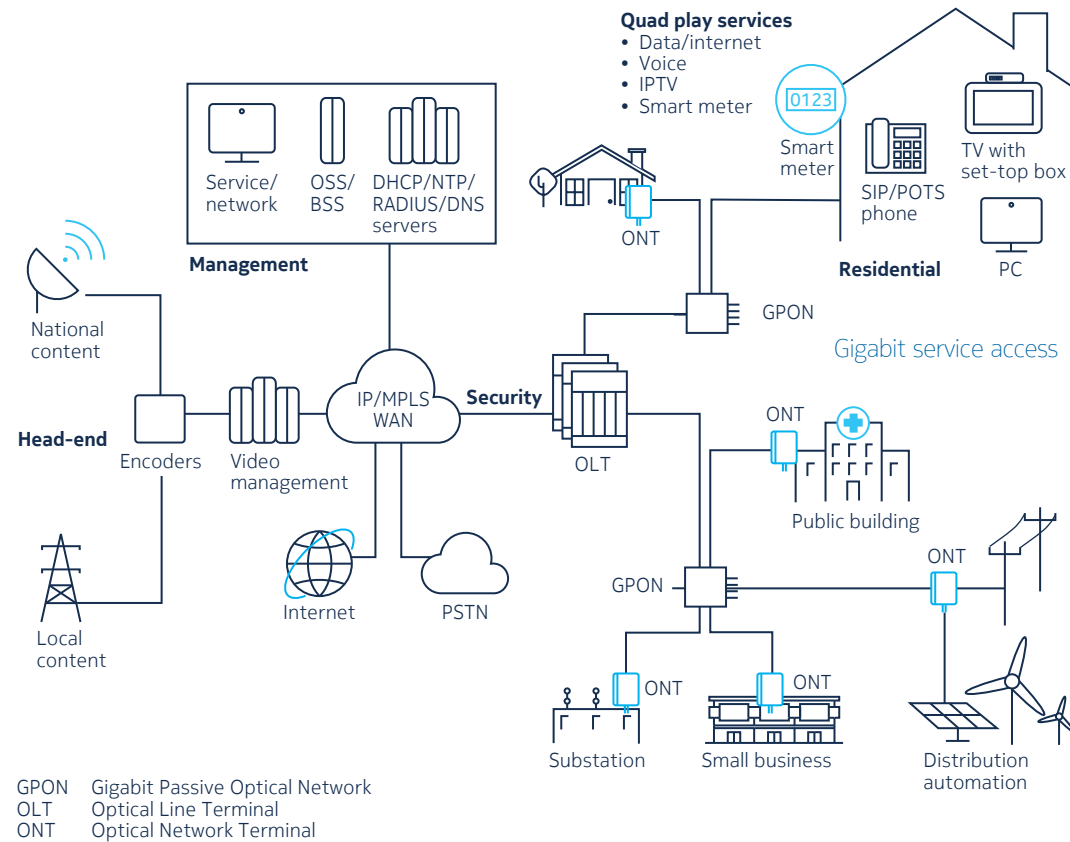 Quad play services
• Data/internet
• Voice
• IPTV
• Smart meter
0123
Smart
meter
TV with
set-top box
SIP/POTS
phone
PC
Residential
ONT
GPON
Gigabit service access
Service/
network
OSS/
BSS
DHCP/NTP/
RADIUS/DNS
servers
Management
National
content
Head-end
Encoders
Video
management
IP/MPLS
WAN
Security
OLT
Internet
PSTN
Local
content
ONT
Public building
GPON
ONT
ONT
Substation
ONT
Small business
Distribution
automation
GPON Gigabit Passive Optical Network
OLT Optical Line Terminal
ONT Optical Network Terminal